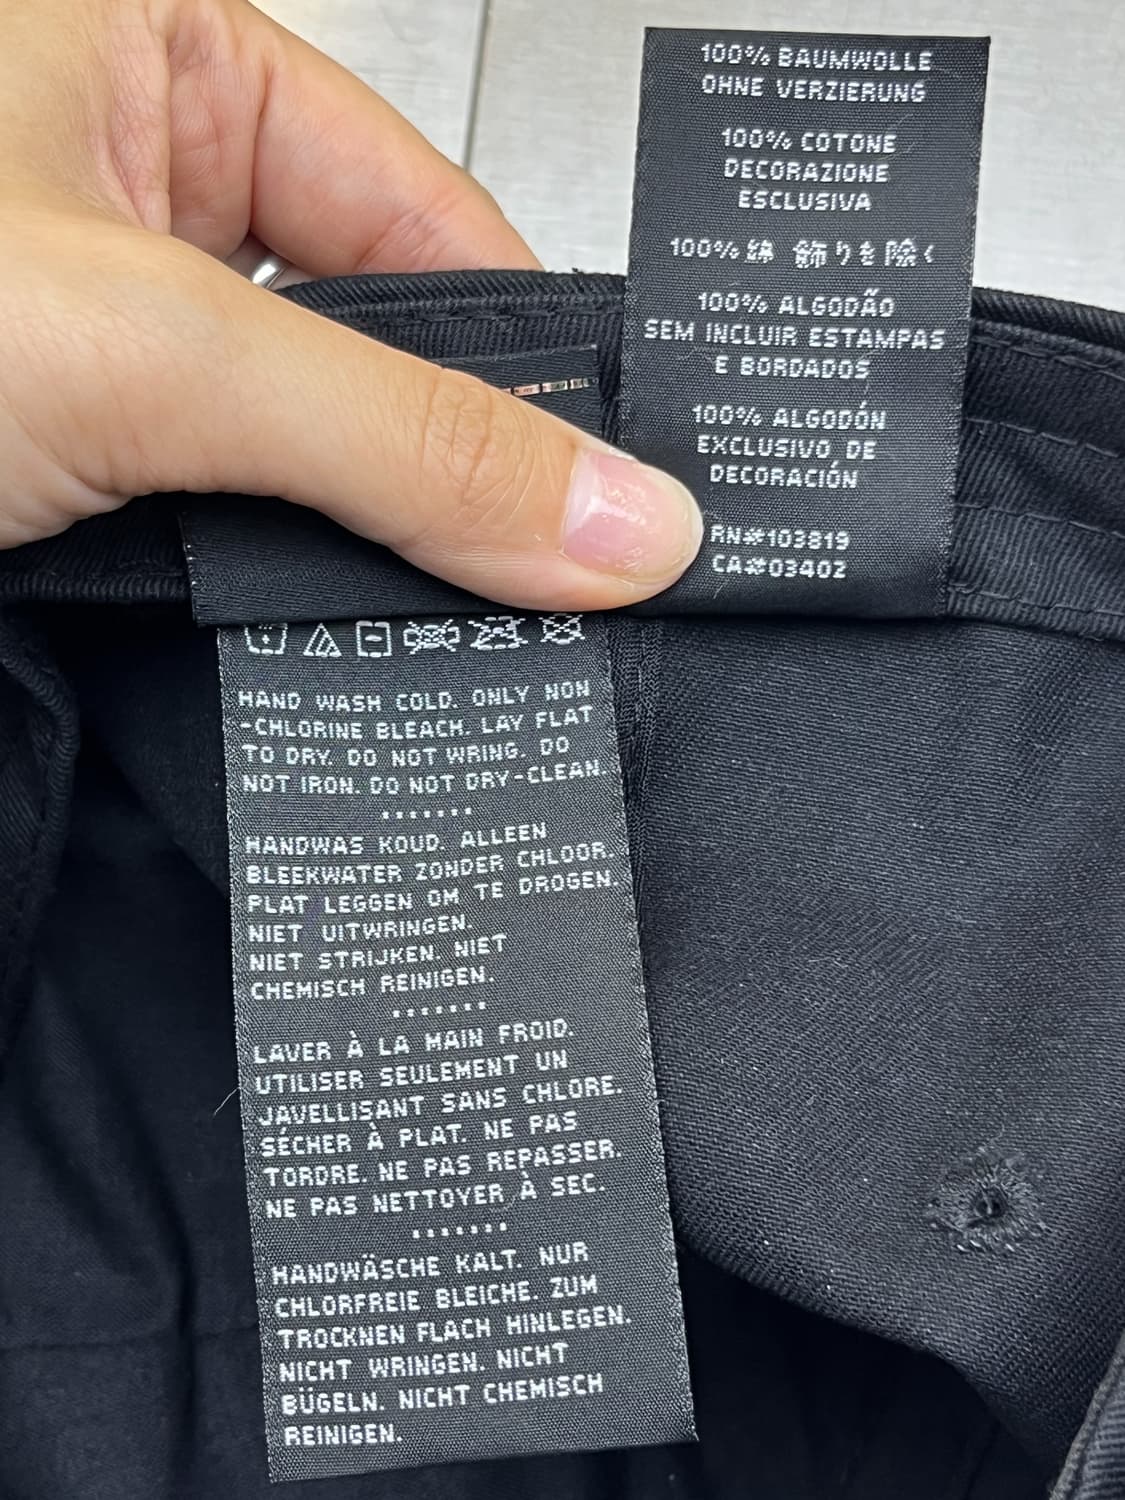 100% BAUMWOLLE
OHNE VERZIERUNG
100% COTONE
DECORAZIONE
ESCLUSIVA
100% 綿 飾りを除く
100% ALGODÃO
SEM INCLUIR ESTAMPAS
E BORDADOS
100% ALGODÓN
EXCLUSIVO DE
DECORACIÓN
RN#103819
CA#03402
HAND WASH COLD. ONLY NON
-CHLORINE BLEACH. LAY FLAT
TO DRY. DO NOT WRING. DO
NOT IRON. DO NOT DRY-CLEAN.
HANDWAS KOUD. ALLEEN
BLEEKWATER ZONDER CHLOOR.
PLAT LEGGEN OM TE DROGEN.
NIET UITWRINGEN.
NIET STRIJKEN. NIET
CHEMISCH REINIGEN.
LAVER À LA MAIN FROID.
UTILISER SEULEMENT UN
JAVELLISANT SANS CHLORE.
SÉCHER À PLAT. NE PAS
TORDRE. NE PAS REPASSER.
NE PAS NETTOYER À SEC.
HANDWÄSCHE KALT. NUR
CHLORFREIE BLEICHE. ZUM
TROCKNEN FLACH HINLEGEN.
NICHT WRINGEN. NICHT
BÜGELN. NICHT CHEMISCH
REINIGEN.